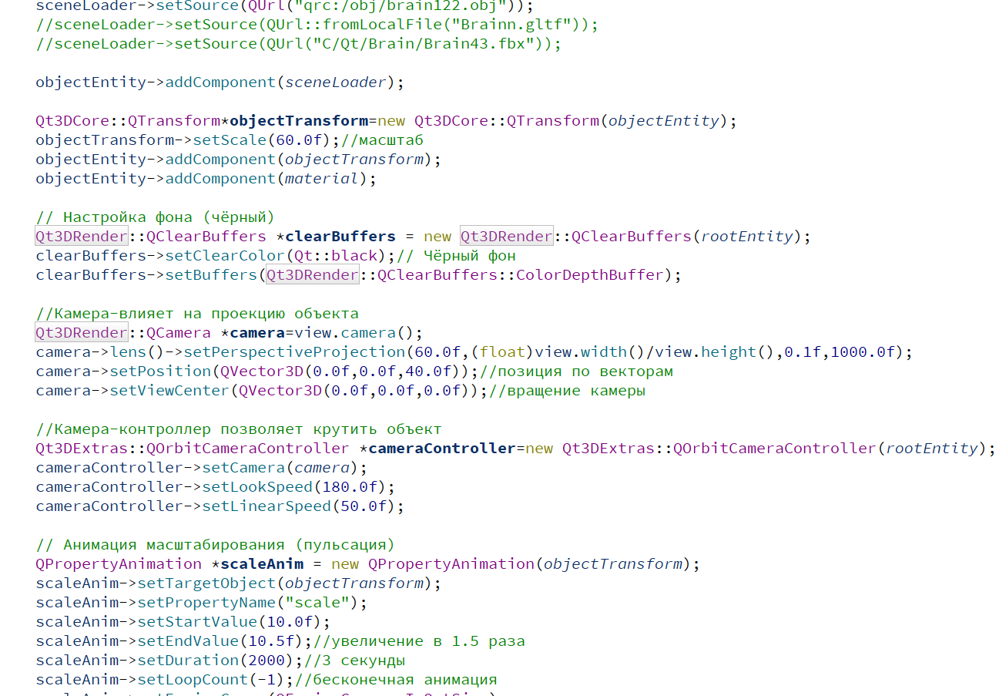 sceneLoader->setSource(QUrl("qrc:/obj/brain122.obj"));
//sceneLoader->setSource(QUrl::fromLocalFile("Brainn.gltf"));
//sceneLoader->setSource(QUrl("C/Qt/Brain/Brain43.fbx"));
objectEntity->addComponent(sceneLoader);
Qt3DCore::QTransform*objectTransform=new Qt3DCore::QTransform(objectEntity);
objectTransform->setScale(60.0f);//масштаб
objectEntity->addComponent(objectTransform);
objectEntity->addComponent(material);
// Настройка фона (чёрный)
Qt3DRender::QClearBuffers *clearBuffers = new Qt3DRender::QClearBuffers(rootEntity);
clearBuffers->setClearColor(Qt::black);// Чёрный фон
clearBuffers->setBuffers(Qt3DRender::QClearBuffers::ColorDepthBuffer);
//Камера-влияет на проекцию объекта
Qt3DRender::QCamera *camera=view.camera();
camera->lens()->setPerspectiveProjection(60.0f,(float)view.width()/view.height(),0.1f,1000.0f);
camera->setPosition(QVector3D(0.0f,0.0f,40.0f));//позиция по векторам
camera->setViewCenter(QVector3D(0.0f,0.0f,0.0f));//вращение камеры
//Камера-контроллер позволяет крутить объект
Qt3DExtras::QOrbitCameraController *cameraController=new Qt3DExtras::QOrbitCameraController(rootEntity);
cameraController->setCamera(camera);
cameraController->setLookSpeed(180.0f);
cameraController->setLinearSpeed(50.0f);
// Анимация масштабирования (пульсация)
QPropertyAnimation *scaleAnim = new QPropertyAnimation(objectTransform);
scaleAnim->setTargetObject(objectTransform);
scaleAnim->setPropertyName("scale");
scaleAnim->setStartValue(10.0f);
scaleAnim->setEndValue(10.5f);//увеличение в 1.5 раза
scaleAnim->setDuration(2000);//3 секунды
scaleAnim->setLoopCount(-1);//бесконечная анимация